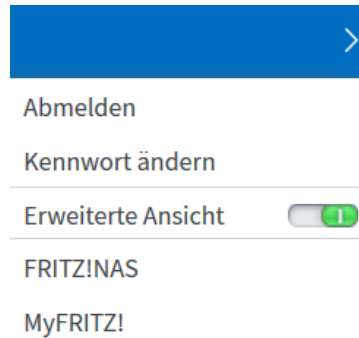 Abmelden
Kennwort ändern
Erweiterte Ansicht
FRITZ!NAS
MyFRITZ!